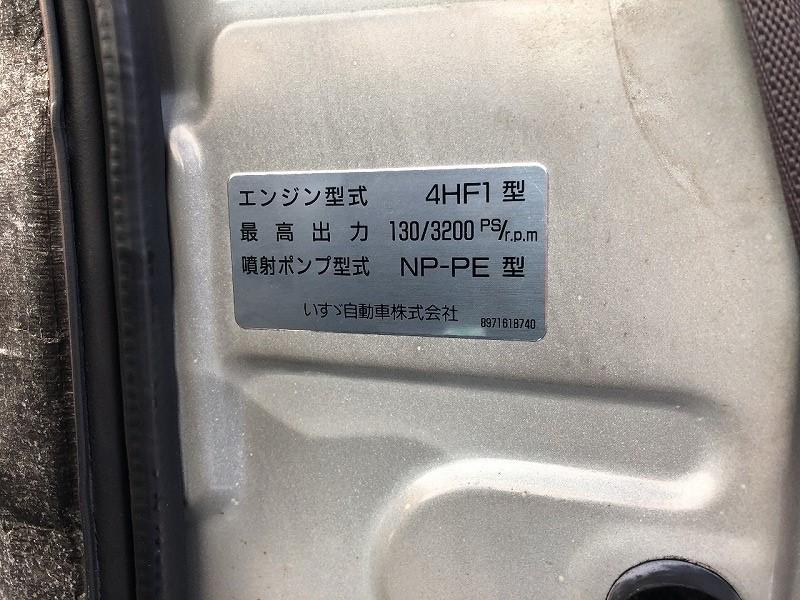 エンジン型式 4HF1 型
最高出力 130/3200 PS/r.p.m
噴射ポンプ型式 NP-PE 型
いすゞ自動車株式会社 8971618740